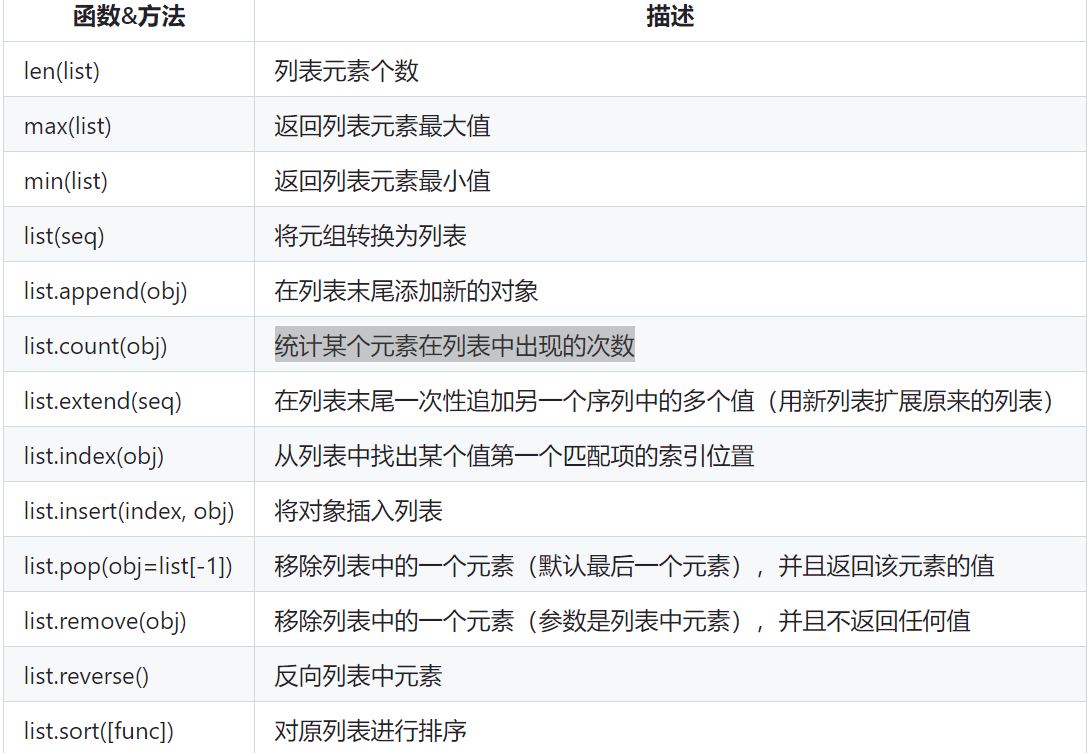 函数&方法 描述
len(list) 列表元素个数
max(list) 返回列表元素最大值
min(list) 返回列表元素最小值
list(seq) 将元组转换为列表
list.append(obj) 在列表末尾添加新的对象
list.count(obj) 统计某个元素在列表中出现的次数
list.extend(seq) 在列表末尾一次性追加另一个序列中的多个值（用新列表扩展原来的列表）
list.index(obj) 从列表中找出某个值第一个匹配项的索引位置
list.insert(index, obj) 将对象插入列表
list.pop(obj=list[-1]) 移除列表中的一个元素（默认最后一个元素），并且返回该元素的值
list.remove(obj) 移除列表中的一个元素（参数是列表中元素），并且不返回任何值
list.reverse() 反向列表中元素
list.sort([func]) 对原列表进行排序